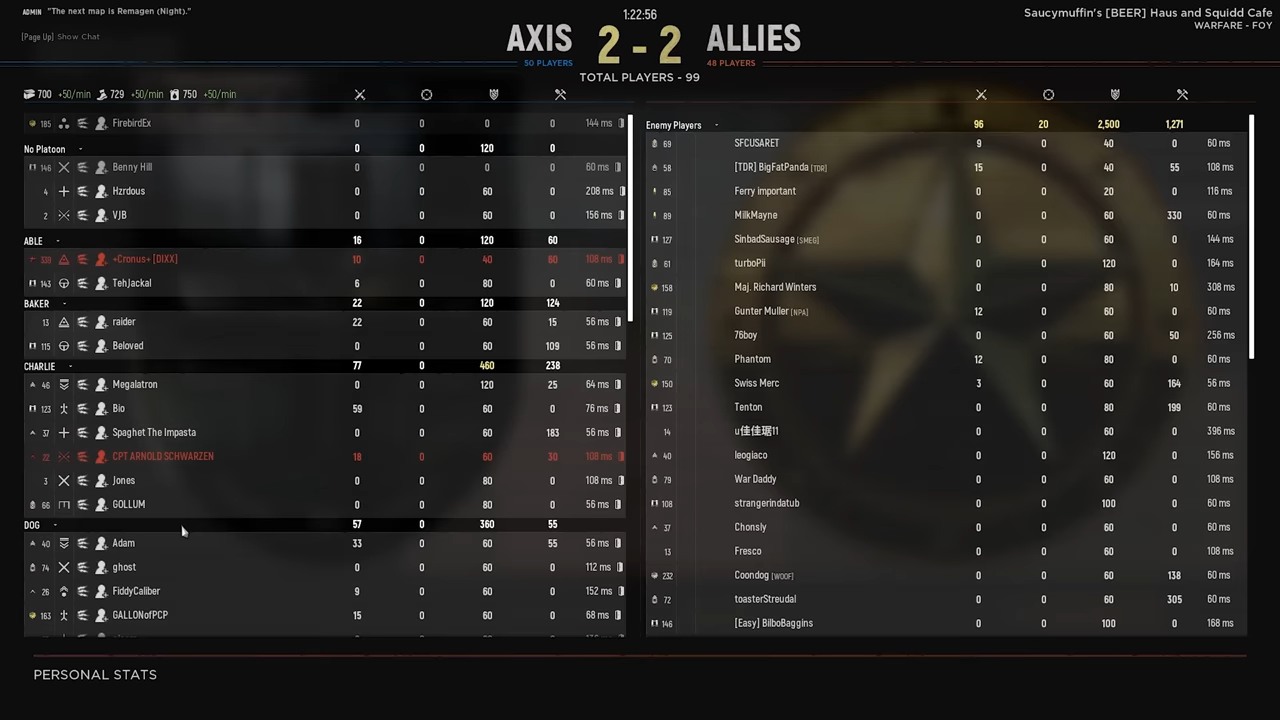 ADMIN "The next map is Remagen (Night)."
[Page Up] Show Chat
1:22:56
AXIS 2 - 2 ALLIES
50 PLAYERS 48 PLAYERS
TOTAL PLAYERS - 99
Saucymuffin's [BEER] Haus and Squidd Cafe
WARFARE - FOY
700 +50/min 729 +50/min 750 +50/min
185 FirebirdEx 0 0 0 0 144 ms
No Platoon - 0 0 120 0
146 Benny Hill 0 0 0 0 60 ms
4 Hzrdous 0 0 60 0 208 ms
2 VJB 0 0 60 0 156 ms
ABLE - 16 0 120 60
339 +Cronus+ [DIXX] 10 0 40 60 108 ms
143 TehJackal 6 0 80 0 60 ms
BAKER - 22 0 120 124
13 raider 22 0 60 15 56 ms
115 Beloved 0 0 60 109 56 ms
CHARLIE - 77 0 460 238
46 Megalatron 0 0 120 25 64 ms
123 Bio 59 0 60 0 76 ms
37 Spaghet The Impasta 0 0 60 183 56 ms
22 CPT ARNOLD SCHWARZEN 18 0 60 30 108 ms
3 Jones 0 0 80 0 108 ms
66 GOLLUM 0 0 80 0 56 ms
DOG - 57 0 360 55
40 Adam 33 0 60 55 56 ms
74 ghost 0 0 60 0 112 ms
26 FiddyCaliber 9 0 60 0 152 ms
163 GALLONofPCP 15 0 60 0 68 ms
Enemy Players - 96 20 2,500 1,271
69 SFCUSARET 9 0 40 0 60 ms
58 [TDR] BigFatPanda [TDR] 15 0 40 55 108 ms
85 Ferry important 0 0 20 0 116 ms
89 MilkMayne 0 0 60 330 60 ms
127 SinbadSausage [SMEG] 0 0 60 0 144 ms
61 turboPii 0 0 120 0 164 ms
158 Maj. Richard Winters 0 0 80 10 308 ms
119 Gunter Muller [NPA] 12 0 60 0 60 ms
125 76boy 0 0 60 50 256 ms
70 Phantom 12 0 80 0 60 ms
150 Swiss Merc 3 0 60 164 56 ms
123 Tenton 0 0 80 199 60 ms
14 u佳佳琚11 0 0 60 0 396 ms
40 leogiaco 0 0 120 0 156 ms
79 War Daddy 0 0 60 0 108 ms
108 strangerindatub 0 0 100 0 60 ms
37 Chonsly 0 0 60 0 60 ms
13 Fresco 0 0 60 0 108 ms
232 Coondog [WOOF] 0 0 60 138 60 ms
72 toasterStreudal 0 0 60 305 60 ms
146 [Easy] BilboBaggins 0 0 100 0 168 ms
PERSONAL STATS